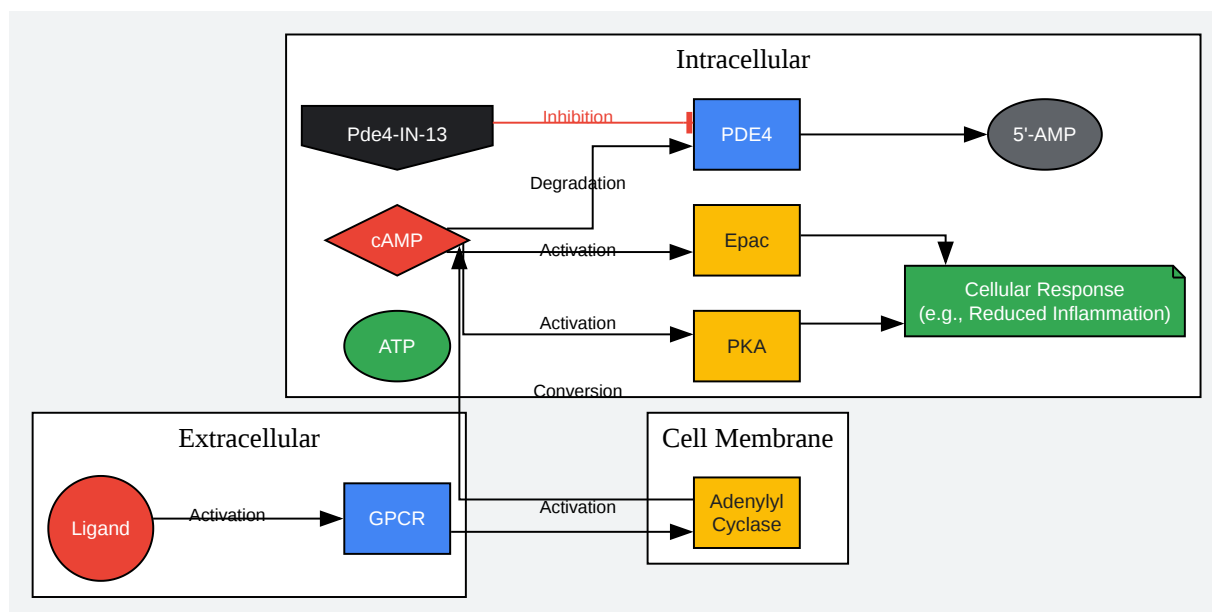 Intracellular
Pde4-IN-13
Inhibition
PDE4
5'-AMP
Degradation
cAMP
Activation
Epac
Cellular Response
(e.g., Reduced Inflammation)
ATP
Activation
PKA
Conversion
Extracellular
Cell Membrane
Ligand
Activation
GPCR
Activation
Adenylyl
Cyclase